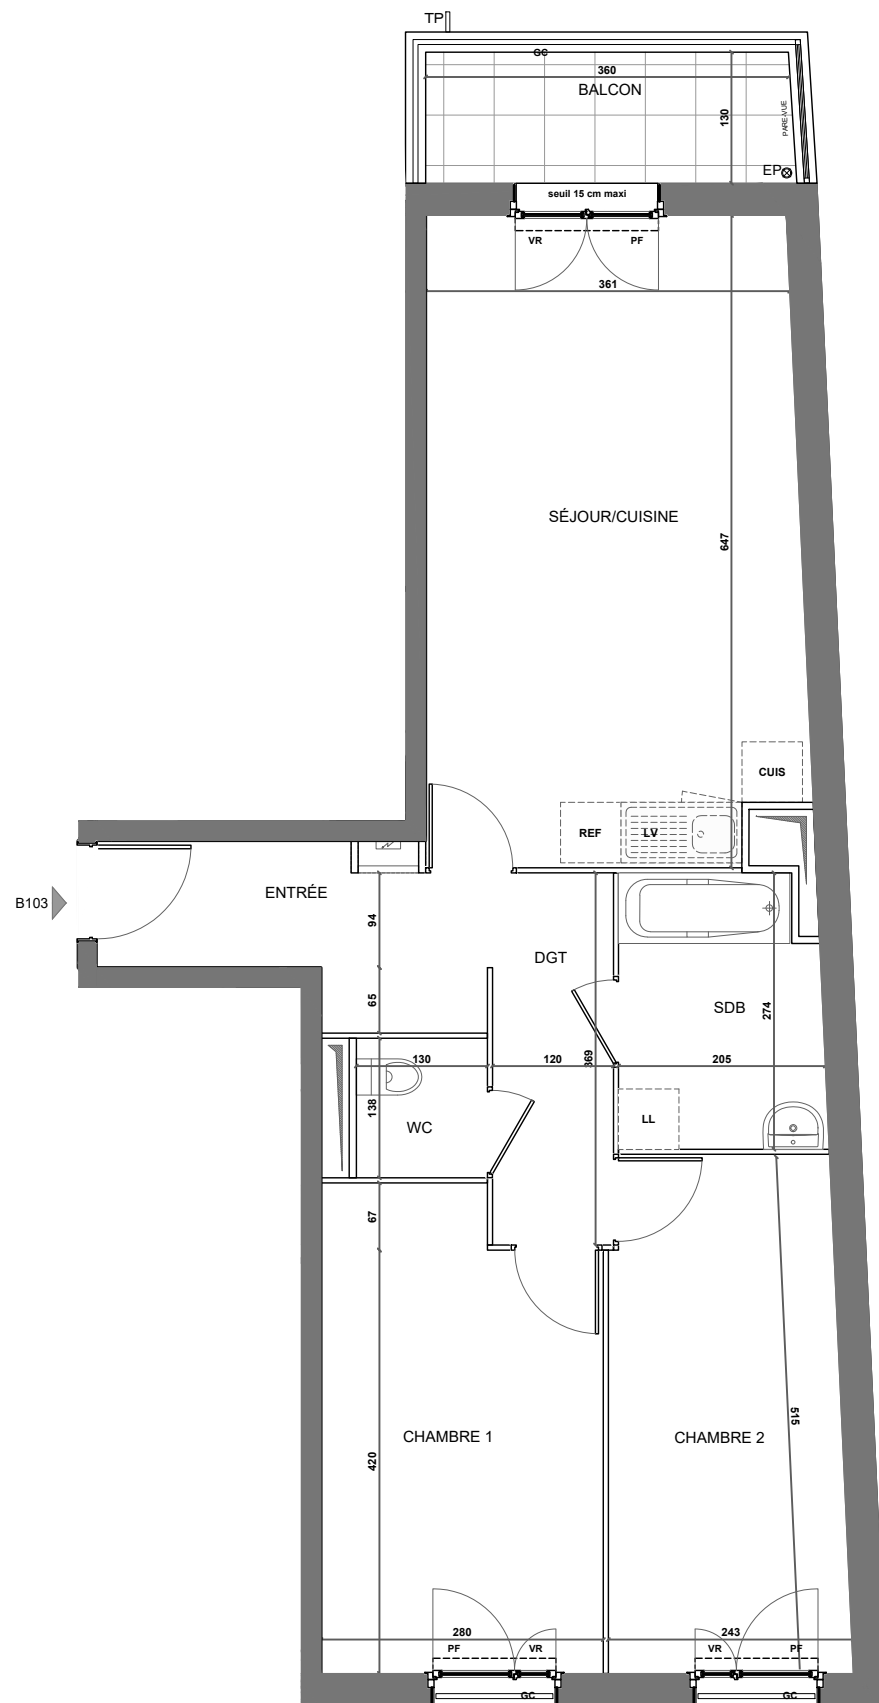 TP
GC
360
BALCON
130
PARE-VUE
EP
seuil 15 cm maxi
VR
PF
361
SÉJOUR/CUISINE
647
CUIS
REF
LV
B103
ENTRÉE
94
DGT
65
SDB
274
130
120
369
205
138
WC
LL
67
CHAMBRE 1
420
CHAMBRE 2
515
280
243
PF
VR
VR
PF
GC
GC